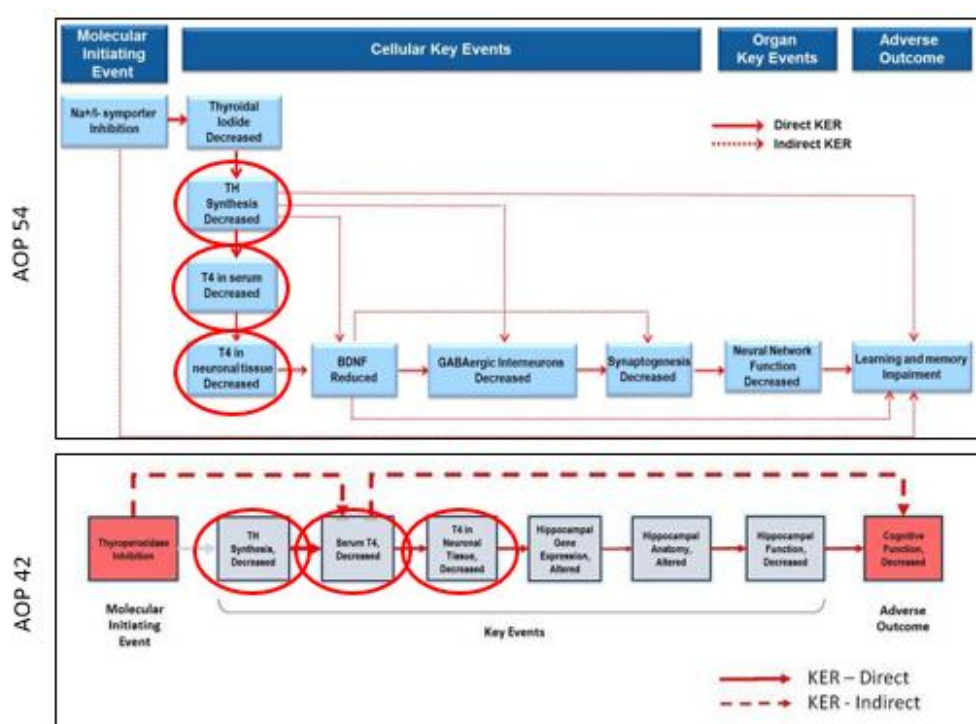 Molecular
Initiating
Event
Cellular Key Events
Organ
Key Events
Adverse
Outcome
Na+/I- symporter
Inhibition
Thyroidal
Iodide
Decreased
Direct KER
Indirect KER
TH
Synthesis
Decreased
T4 in serum
Decreased
T4 in
neuronal tissue
Decreased
BDNF
Reduced
GABAergic Interneurons
Decreased
Synaptogenesis
Decreased
Neural Network
Function
Decreased
Learning and memory
Impairment
AOP 54
Thyroperoxidase
Inhibition
TH
Synthesis,
Decreased
Serum T4,
Decreased
T4 in
Neuronal
Tissue,
Decreased
Hippocampal
Gene
Expression,
Altered
Hippocampal
Anatomy,
Altered
Hippocampal
Function,
Decreased
Cognitive
Function,
Decreased
Molecular
Initiating
Event
Key Events
Adverse
Outcome
KER – Direct
KER - Indirect
AOP 42